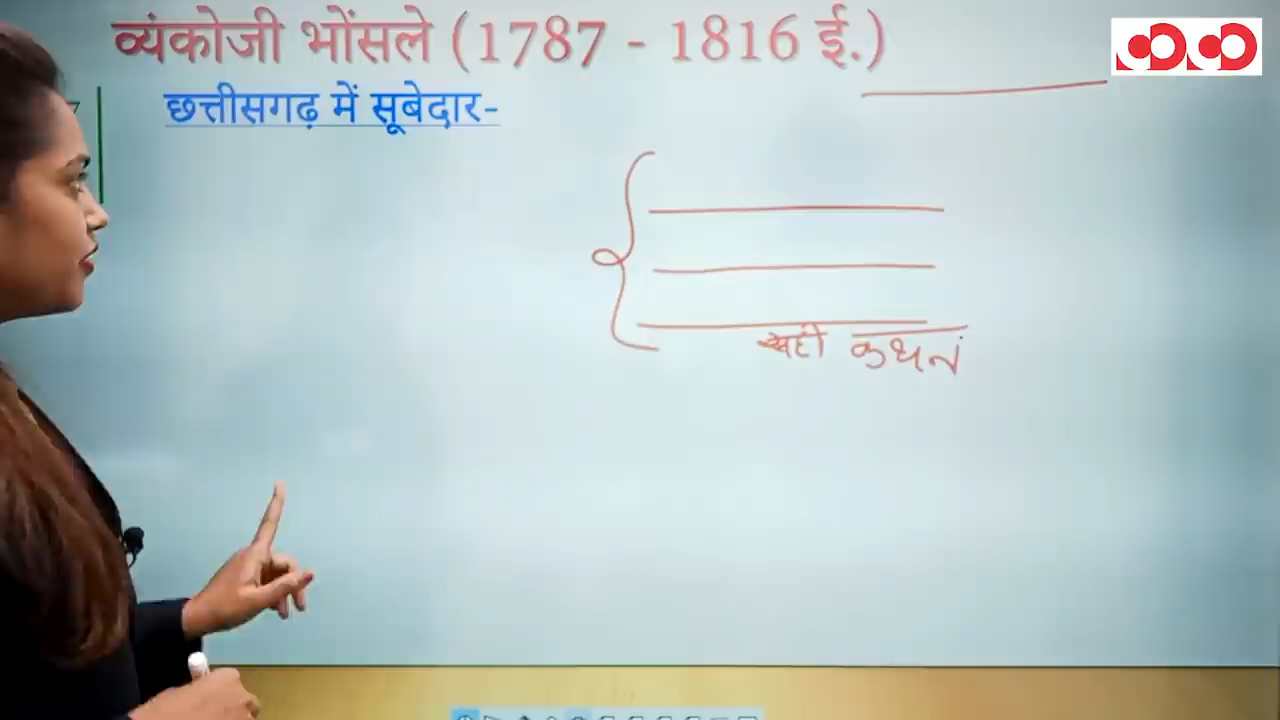 व्यंकोजी भोंसले (1787 - 1816 ई.)
छत्तीसगढ़ में सूबेदार-
सही कथन